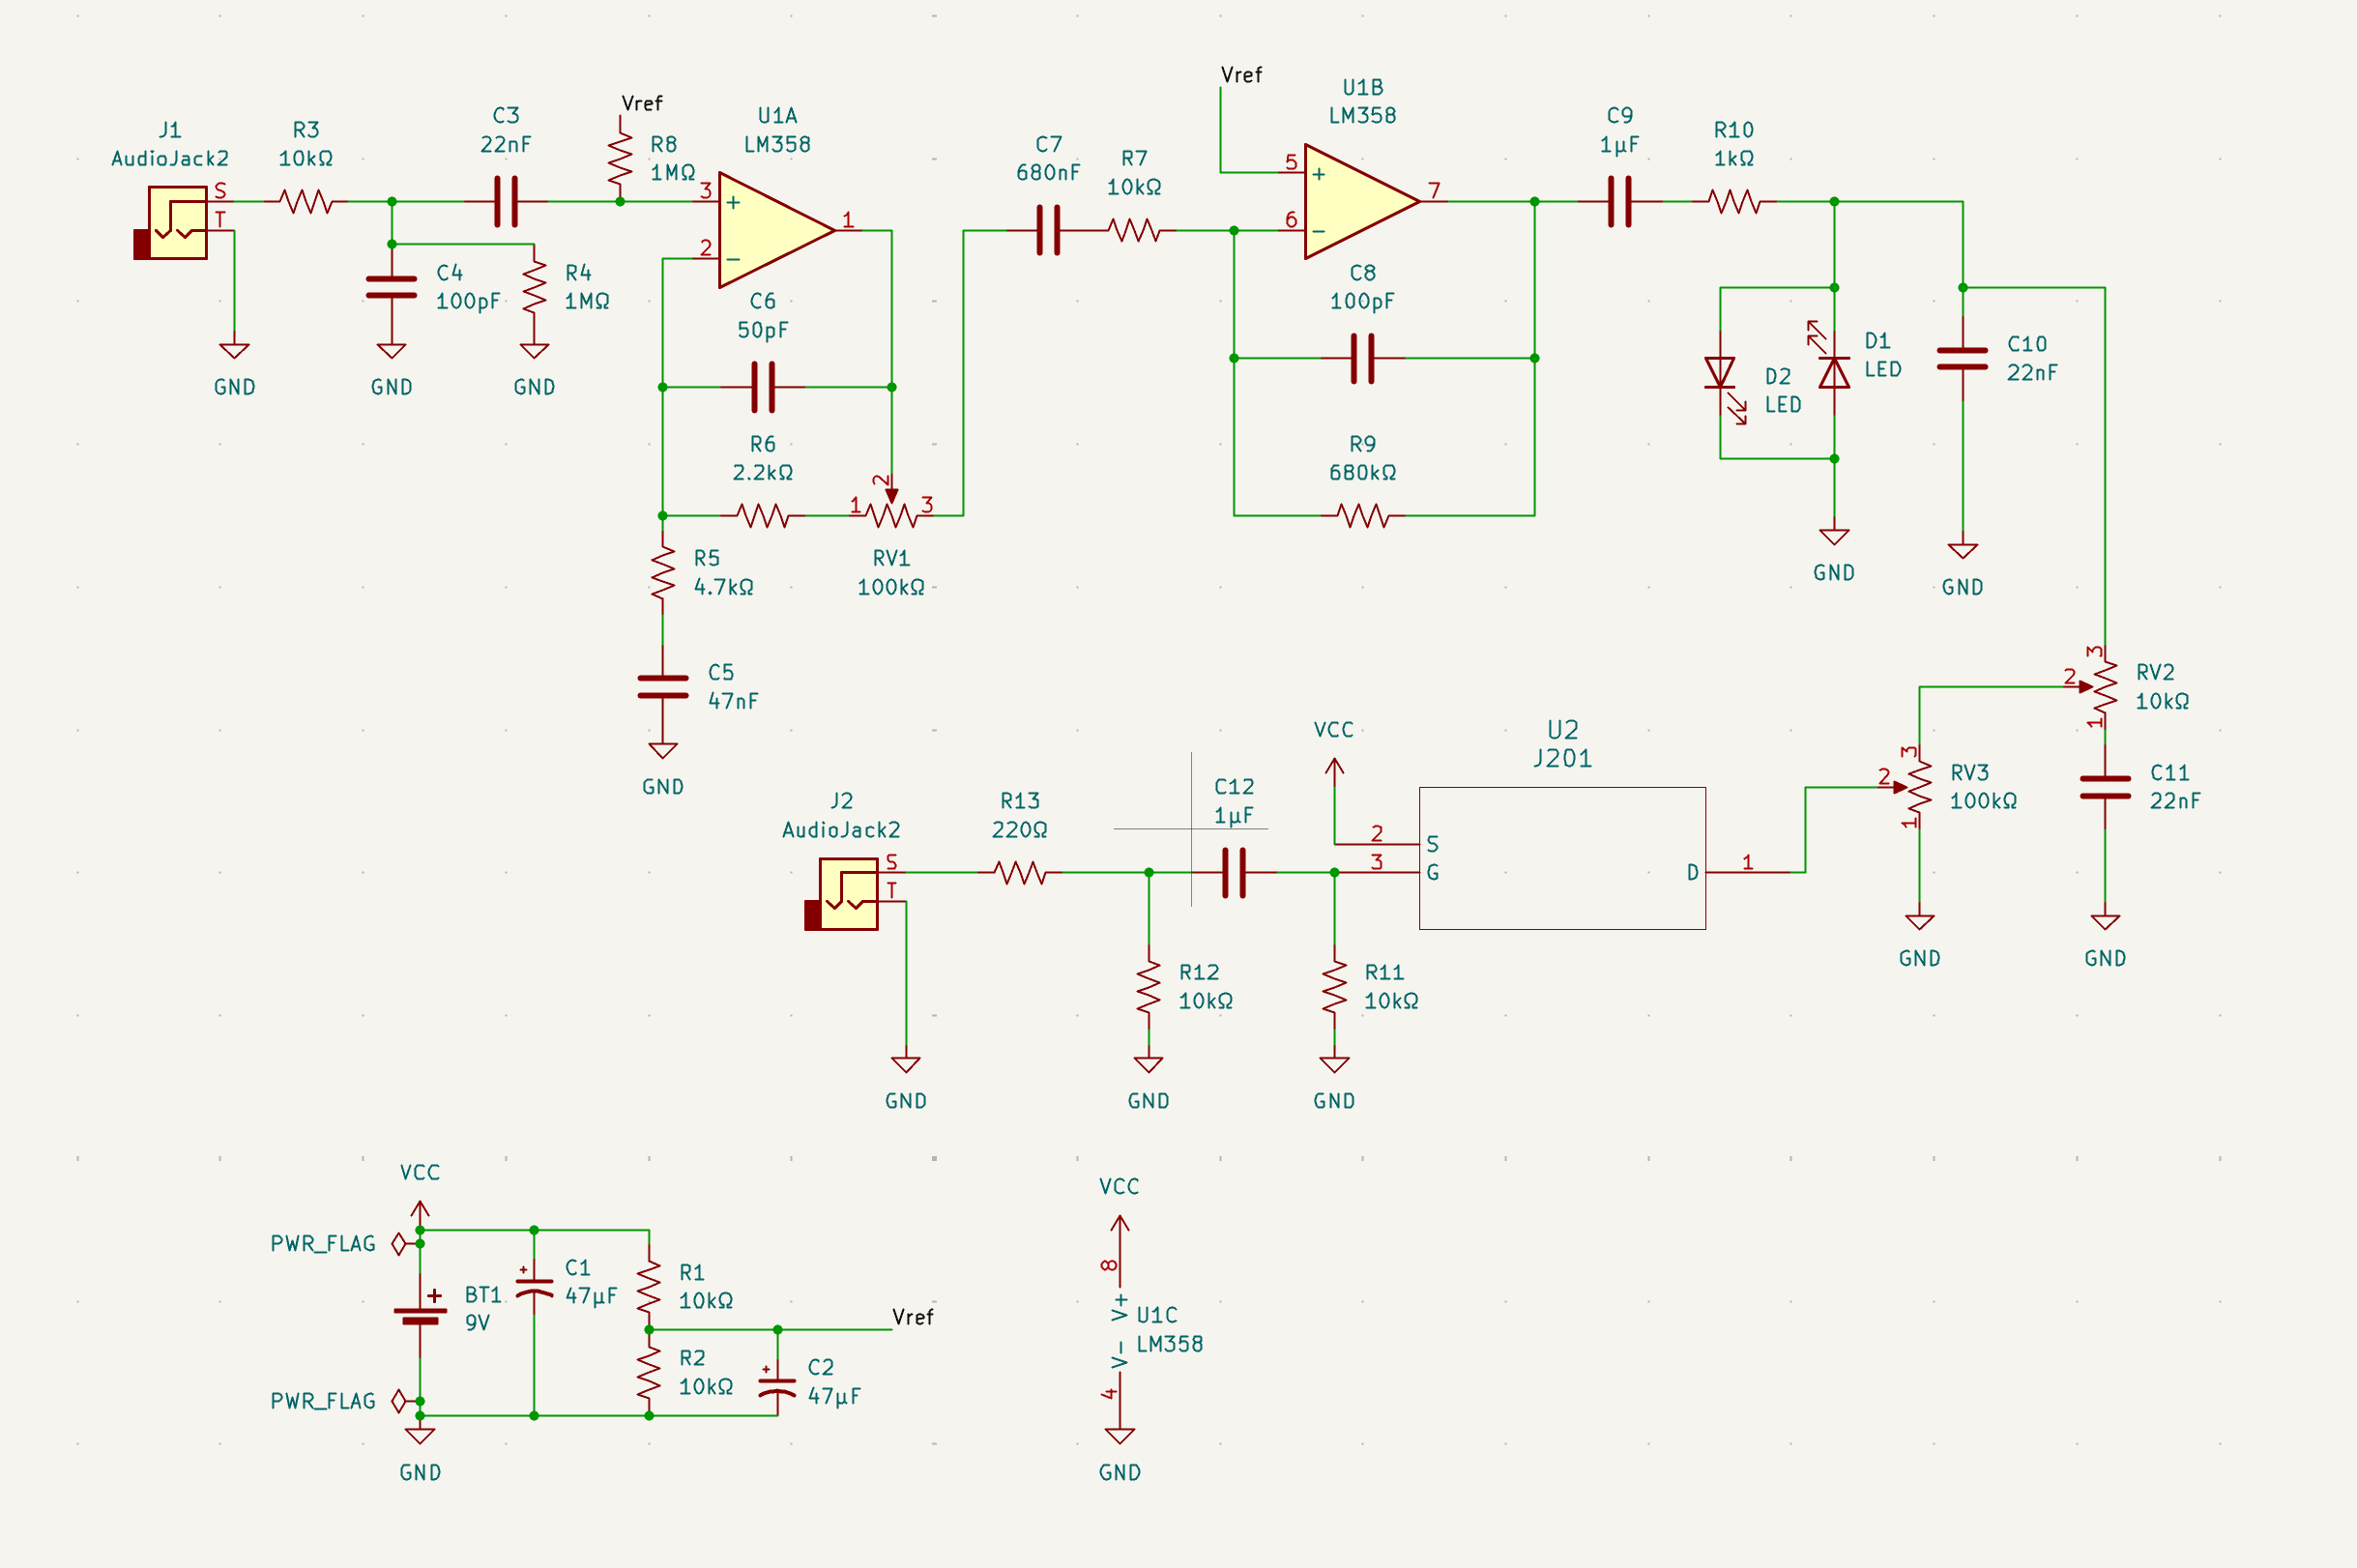 J1
AudioJack2
S
T
GND
R3
10kΩ
C4
100pF
GND
C3
22nF
R4
1MΩ
GND
Vref
R8
1MΩ
U1A
LM358
3
+
2
−
1
C6
50pF
R6
2.2kΩ
1
2
3
RV1
100kΩ
R5
4.7kΩ
C5
47nF
GND
C7
680nF
R7
10kΩ
Vref
U1B
LM358
5
+
6
−
7
C8
100pF
R9
680kΩ
C9
1µF
R10
1kΩ
D2
LED
D1
LED
GND
C10
22nF
GND
3
2
1
RV2
10kΩ
C11
22nF
GND
3
2
1
RV3
100kΩ
GND
U2
J201
VCC
2
S
3
G
D
1
J2
AudioJack2
S
T
GND
R13
220Ω
C12
1µF
R12
10kΩ
GND
R11
10kΩ
GND
VCC
PWR_FLAG
+
BT1
9V
PWR_FLAG
GND
+
C1
47µF
R1
10kΩ
R2
10kΩ
Vref
+
C2
47µF
VCC
8
V+
U1C
LM358
V−
4
GND